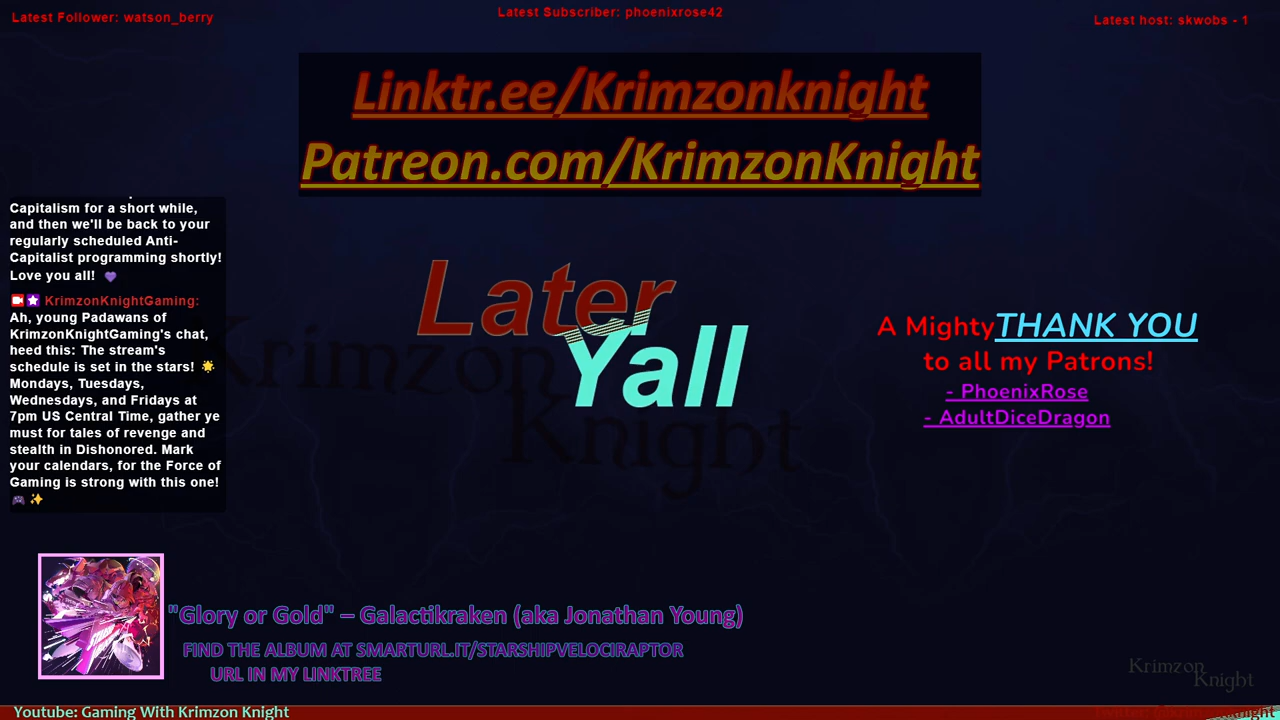 Latest Follower: watson_berry
Latest Subscriber: phoenixrose42
Latest host: skwobs - 1
Linktr.ee/Krimzonknight
Patreon.com/KrimzonKnight
Capitalism for a short while,
and then we'll be back to your
regularly scheduled Anti-
Capitalist programming shortly!
Love you all! 💜
KrimzonKnightGaming:
Ah, young Padawans of
KrimzonKnightGaming's chat,
heed this: The stream's
schedule is set in the stars! 🌟
Mondays, Tuesdays,
Wednesdays, and Fridays at
7pm US Central Time, gather ye
must for tales of revenge and
stealth in Dishonored. Mark
your calendars, for the Force of
Gaming is strong with this one!
🎮 ✨
Later
Yall
Krimzon
Knight
A Mighty THANK YOU
to all my Patrons!
- PhoenixRose
- AdultDiceDragon
"Glory or Gold" – Galactikraken (aka Jonathan Young)
FIND THE ALBUM AT SMARTURL.IT/STARSHIPVELOCIRAPTOR
URL IN MY LINKTREE
Krimzon
Knight
Youtube: Gaming With Krimzon Knight